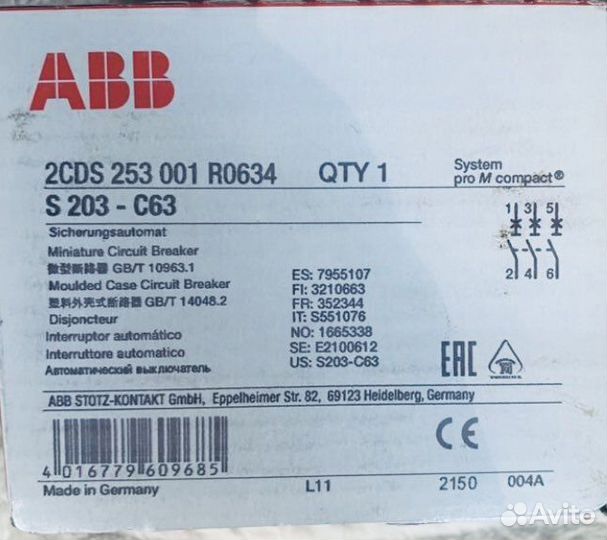 ABB
2CDS 253 001 R0634 QTY 1
System
pro M compact®
S 203 - C63
1 3 5
2 4 6
Sicherungsautomat
Miniature Circuit Breaker
微型断路器 GB/T 10963.1
Moulded Case Circuit Breaker
塑料外壳式断路器 GB/T 14048.2
Disjoncteur
Interruptor automático
Interruttore automatico
Автоматический выключатель
ES: 7955107
FI: 3210663
FR: 352344
IT: S551076
NO: 1665338
SE: E2100612
US: S203-C63
EAC
ABB STOTZ-KONTAKT GmbH, Eppelheimer Str. 82, 69123 Heidelberg, Germany
CE
4 016779 609685
Made in Germany L11 2150 004A
Avito